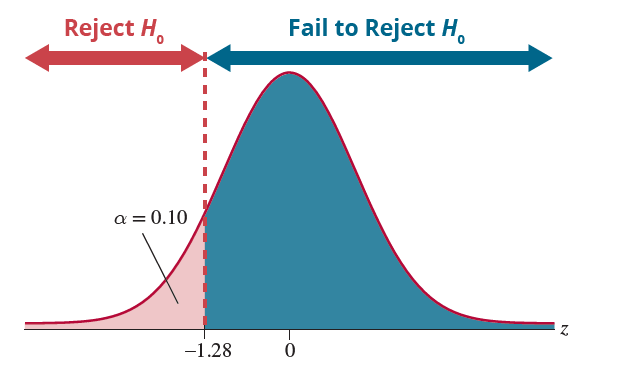 Reject H₀
Fail to Reject H₀
α = 0.10
z
–1.28
0